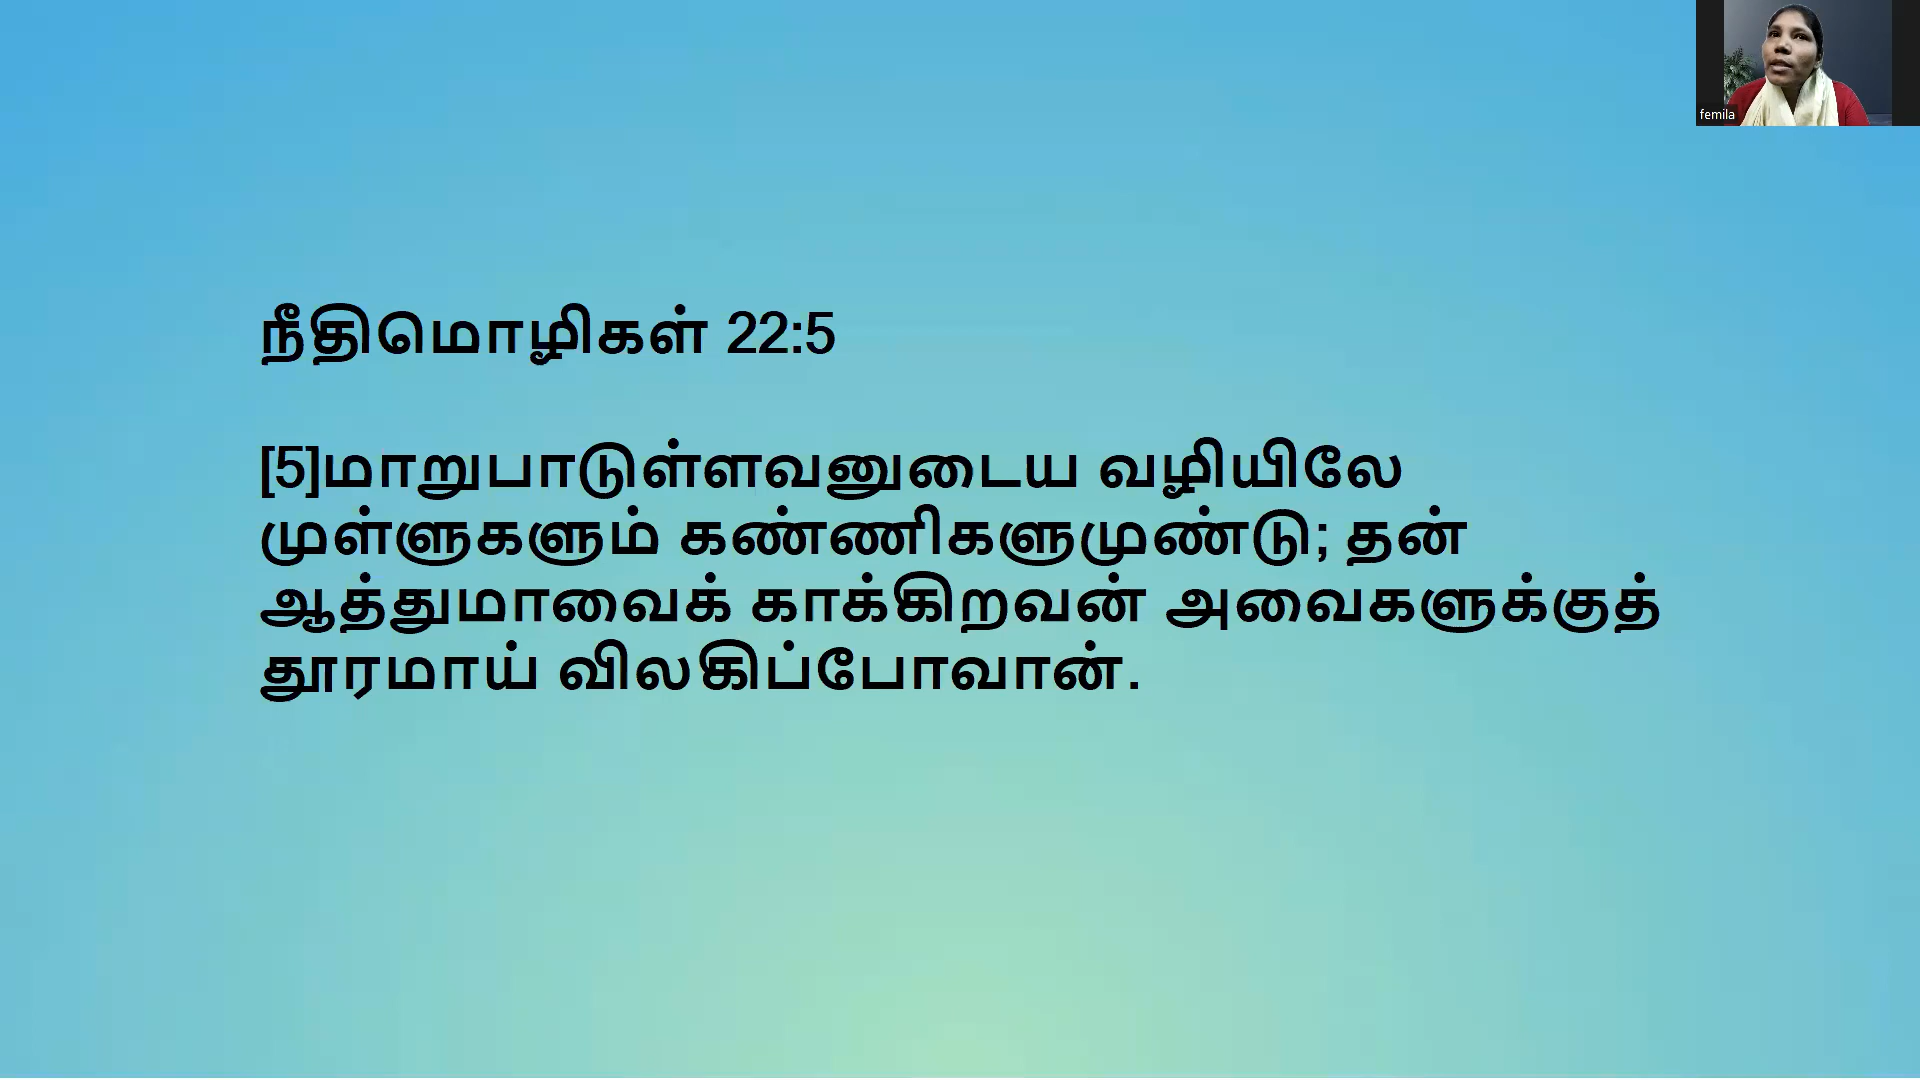 femila
நீதிமொழிகள் 22:5
[5]மாறுபாடுள்ளவனுடைய வழியிலே
முள்ளுகளும் கண்ணிகளுமுண்டு; தன்
ஆத்துமாவைக் காக்கிறவன் அவைகளுக்குத்
தூரமாய் விலகிப்போவான்.